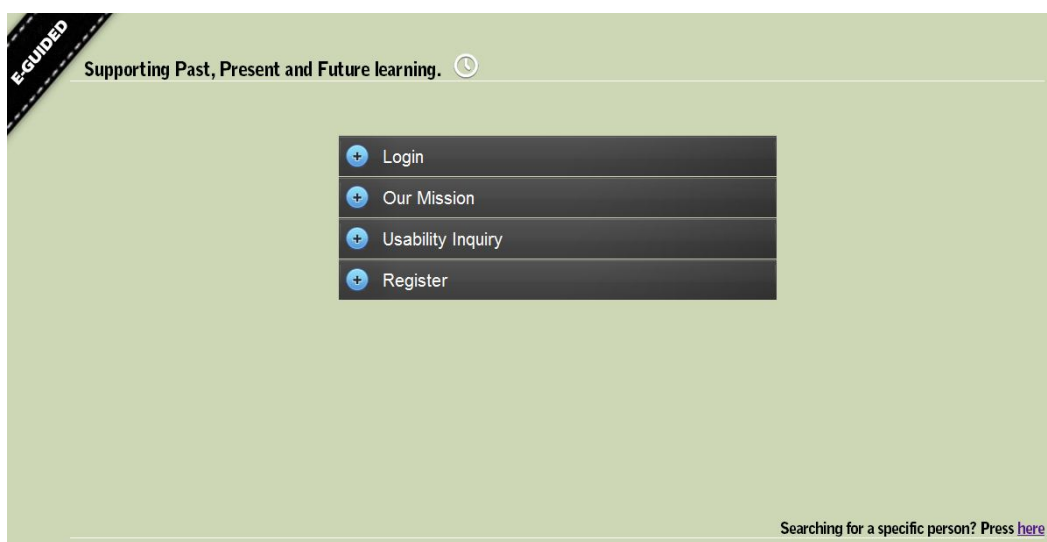 E-GUIDED
Supporting Past, Present and Future learning.
Login
Our Mission
Usability Inquiry
Register
Searching for a specific person? Press here